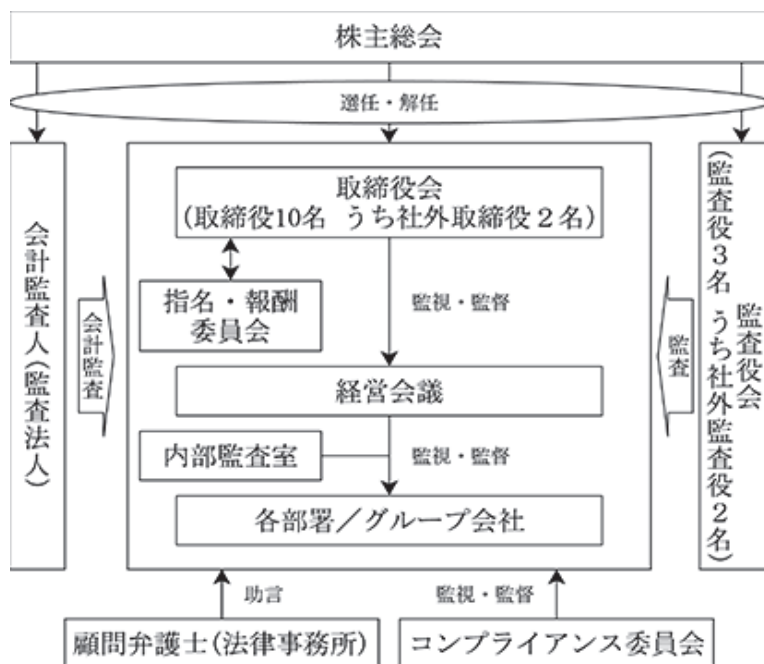 株主総会
選任・解任
会計監査人(監査法人)
会計監査
取締役会
(取締役10名 うち社外取締役2名)
指名・報酬
委員会
監視・監督
経営会議
内部監査室
監視・監督
各部署/グループ会社
監査
監査役会
(監査役3名 うち社外監査役2名)
助言
監視・監督
顧問弁護士(法律事務所)
コンプライアンス委員会